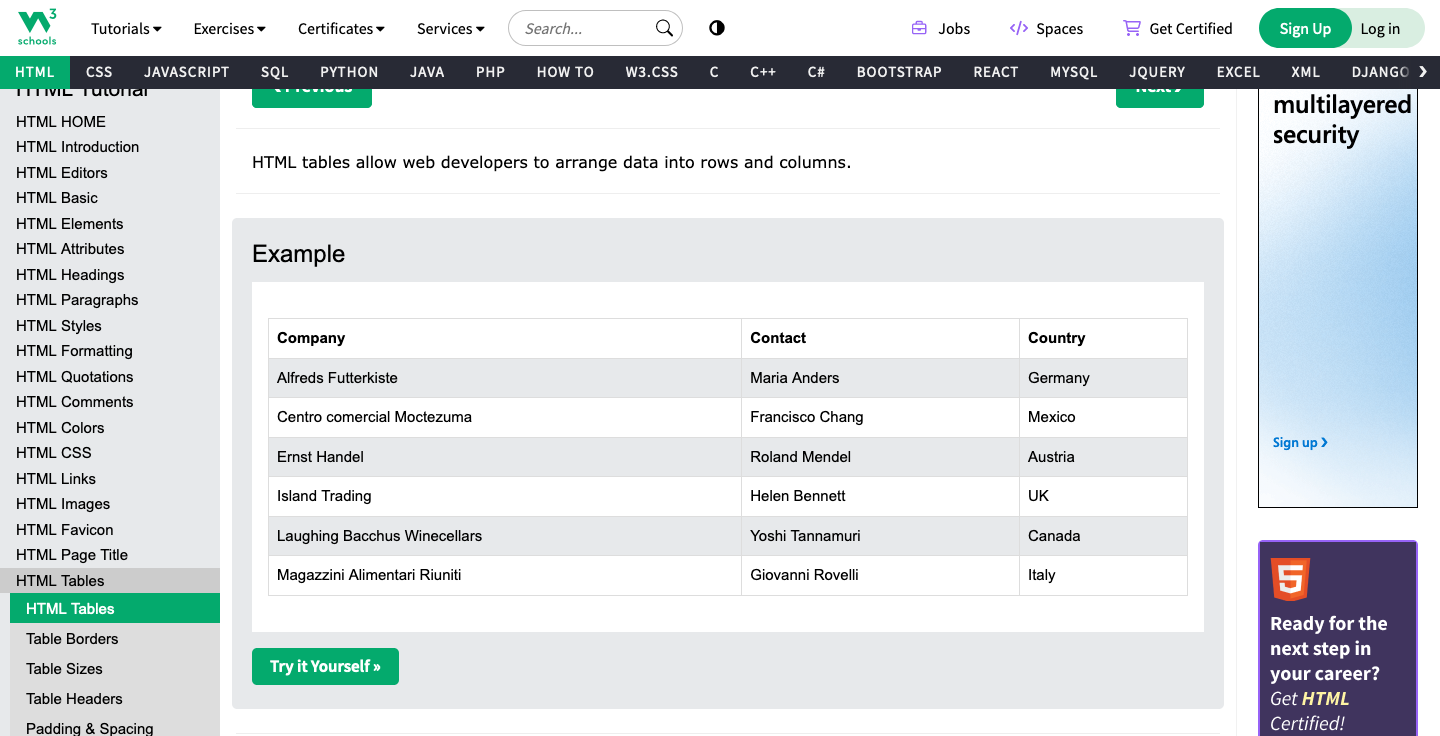 W3
schools
Tutorials
Exercises
Certificates
Services
Search...
Jobs
Spaces
Get Certified
Sign Up
Log in
HTML CSS JAVASCRIPT SQL PYTHON JAVA PHP HOW TO W3.CSS C C++ C# BOOTSTRAP REACT MYSQL JQUERY EXCEL XML DJANGO ❯
HTML Tutorial
HTML HOME
HTML Introduction
HTML Editors
HTML Basic
HTML Elements
HTML Attributes
HTML Headings
HTML Paragraphs
HTML Styles
HTML Formatting
HTML Quotations
HTML Comments
HTML Colors
HTML CSS
HTML Links
HTML Images
HTML Favicon
HTML Page Title
HTML Tables
HTML Tables
Table Borders
Table Sizes
Table Headers
Padding & Spacing
❮ Previous
Next ❯
HTML tables allow web developers to arrange data into rows and columns.
Example
Company Contact Country
Alfreds Futterkiste Maria Anders Germany
Centro comercial Moctezuma Francisco Chang Mexico
Ernst Handel Roland Mendel Austria
Island Trading Helen Bennett UK
Laughing Bacchus Winecellars Yoshi Tannamuri Canada
Magazzini Alimentari Riuniti Giovanni Rovelli Italy
Try it Yourself »
multilayered
security
Sign up ❯
5
Ready for the
next step in
your career?
Get HTML
Certified!